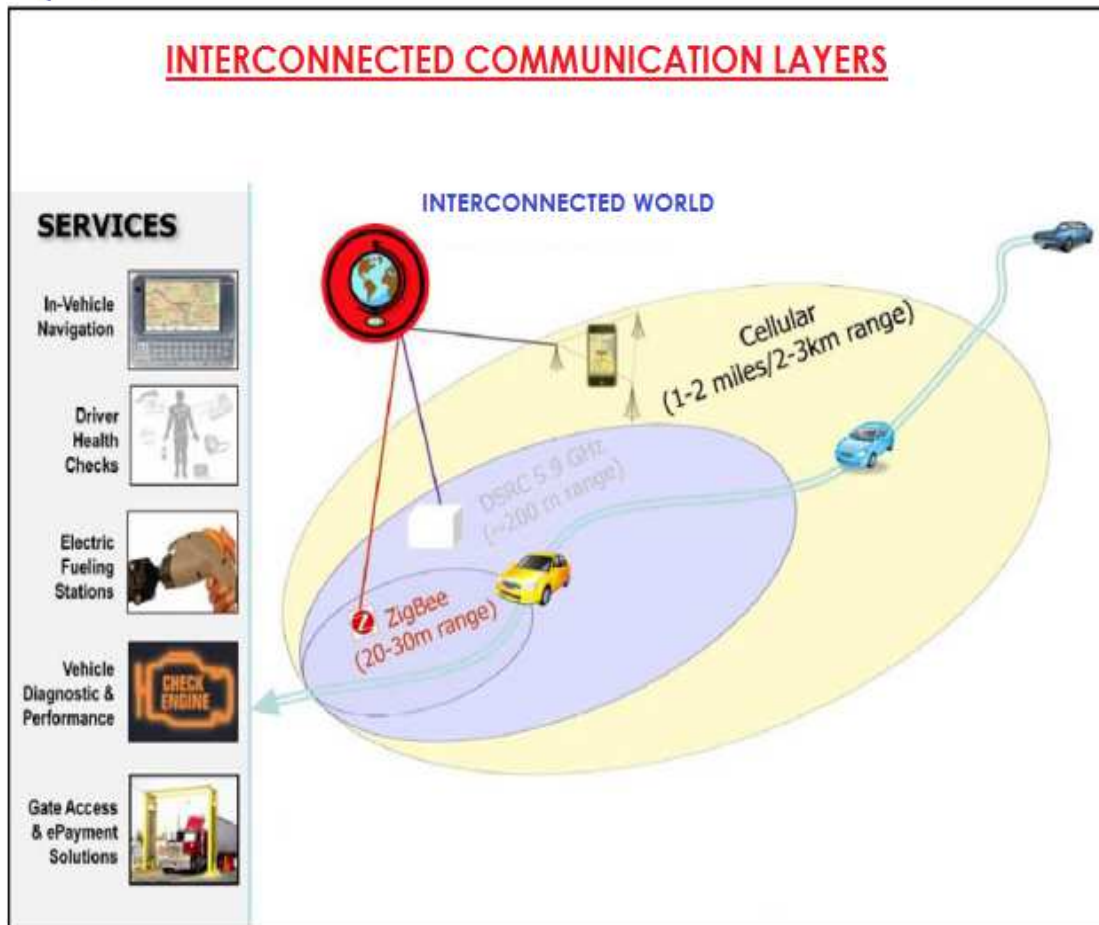 INTERCONNECTED COMMUNICATION LAYERS
INTERCONNECTED WORLD
SERVICES
In-Vehicle
Navigation
Driver
Health
Checks
Electric
Fueling
Stations
Vehicle
Diagnostic &
Performance
CHECK
ENGINE
Gate Access
& ePayment
Solutions
Cellular
(1-2 miles/2-3km range)
DSRC 5.9 GHz
(~200 m range)
Z
ZigBee
(20-30m range)